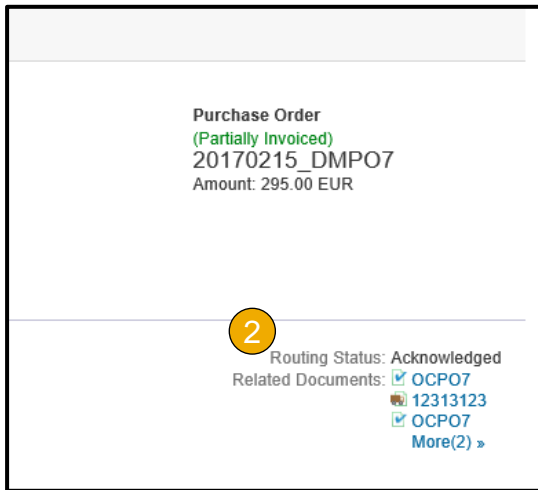 Purchase Order
(Partially Invoiced)
20170215_DMPO7
Amount: 295.00 EUR
2
Routing Status: Acknowledged
Related Documents: OCPO7
12313123
OCPO7
More(2) »